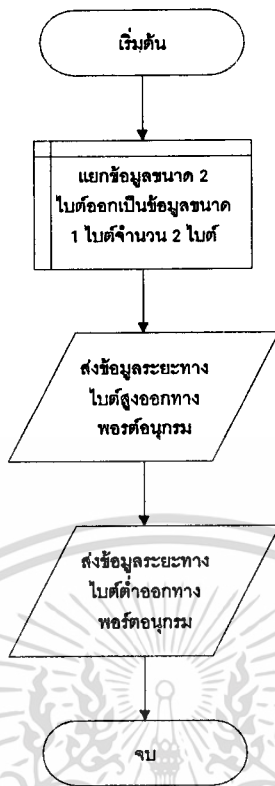 เริ่มต้น
แยกข้อมูลขนาด 2
ไบต์ออกเป็นข้อมูลขนาด
1 ไบต์จำนวน 2 ไบต์
ส่งข้อมูลระยะทาง
ไบต์สูงออกทาง
พอร์ตอนุกรม
ส่งข้อมูลระยะทาง
ไบต์ต่ำออกทาง
พอร์ตอนุกรม
จบ